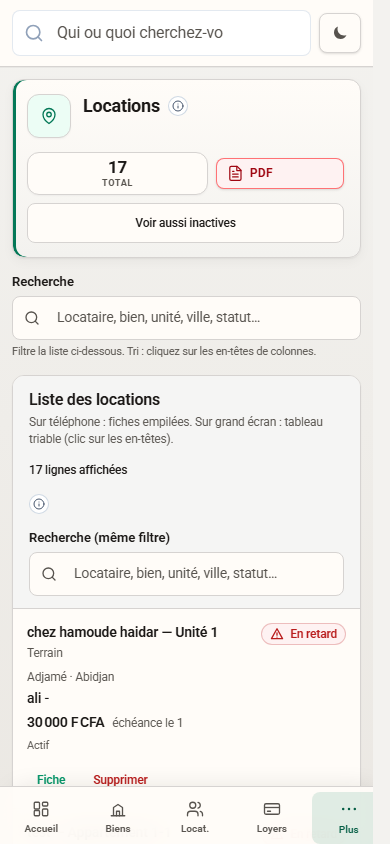 Qui ou quoi cherchez-vo
Locations
17
TOTAL
PDF
Voir aussi inactives
Recherche
Locataire, bien, unité, ville, statut…
Filtre la liste ci-dessous. Tri : cliquez sur les en-têtes de colonnes.
Liste des locations
Sur téléphone : fiches empilées. Sur grand écran : tableau
triable (clic sur les en-têtes).
17 lignes affichées
Recherche (même filtre)
Locataire, bien, unité, ville, statut…
chez hamoude haidar — Unité 1
En retard
Terrain
Adjamé · Abidjan
ali -
30 000 F CFA échéance le 1
Actif
Fiche Supprimer
Accueil Biens Locat. Loyers Plus